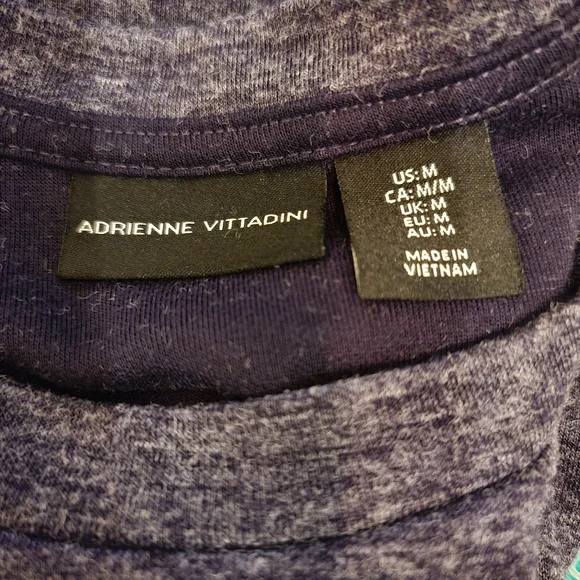 ADRIENNE VITTADINI
US: M
CA: M/M
UK: M
EU: M
AU: M
MADE IN
VIETNAM